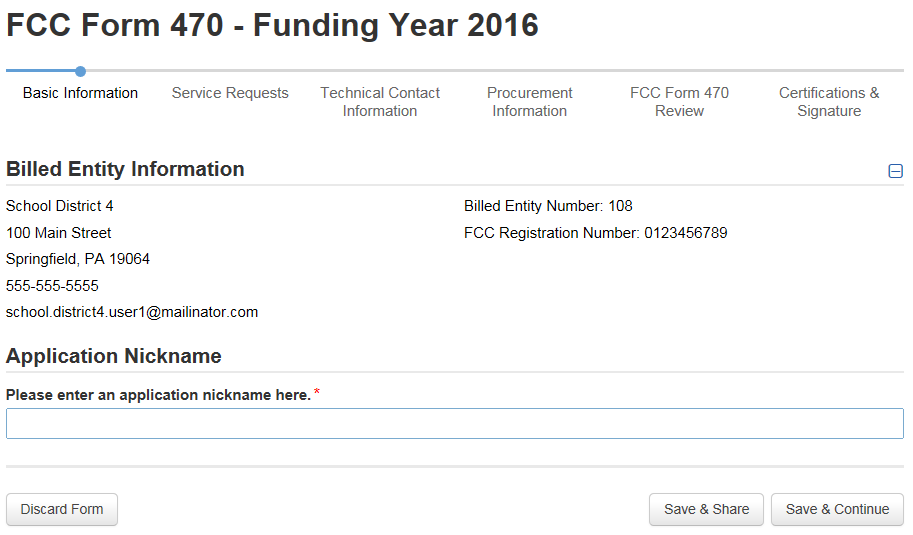 FCC Form 470 - Funding Year 2016
Basic Information
Service Requests
Technical Contact
Information
Procurement
Information
FCC Form 470
Review
Certifications &
Signature
Billed Entity Information
School District 4
Billed Entity Number: 108
100 Main Street
FCC Registration Number: 0123456789
Springfield, PA 19064
555-555-5555
school.district4.user1@mailinator.com
Application Nickname
Please enter an application nickname here. *
Discard Form
Save & Share
Save & Continue